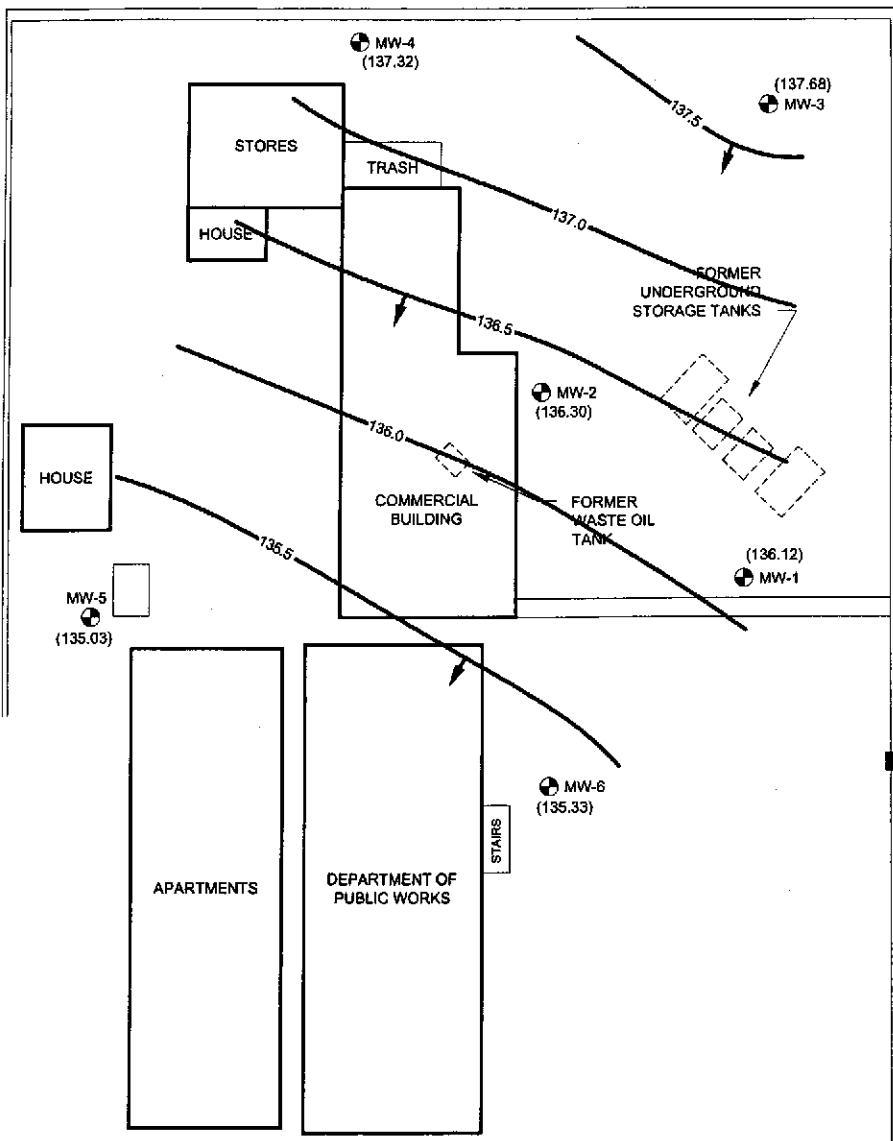 MW-4
(137.32)
(137.68)
MW-3
137.5
STORES
TRASH
137.0
HOUSE
FORMER
UNDERGROUND
STORAGE TANKS
136.5
MW-2
(136.30)
136.0
HOUSE
COMMERCIAL
BUILDING
FORMER
WASTE OIL
TANK
135.5
(136.12)
MW-1
MW-5
(135.03)
MW-6
(135.33)
STAIRS
APARTMENTS
DEPARTMENT OF
PUBLIC WORKS